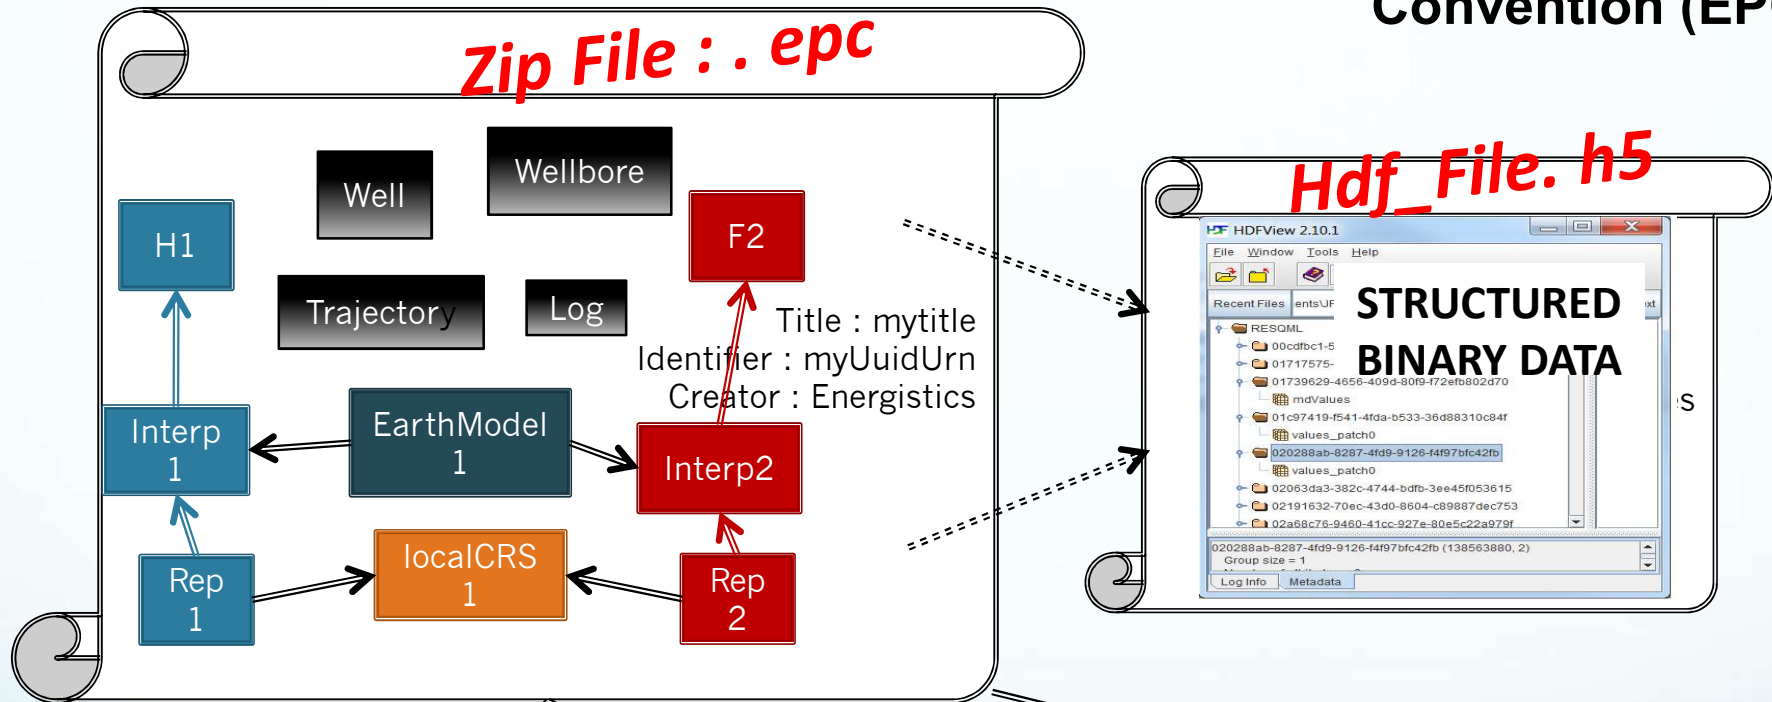 Convention (EP
Zip File : . epc
Well
Wellbore
H1
F2
Trajectory
Log
Title : mytitle
Identifier : myUuidUrn
Creator : Energistics
Interp
1
EarthModel
1
Interp2
Rep
1
localCRS
1
Rep
2
Hdf_File. h5
HDFView 2.10.1
File Window Tools Help
Recent Files
STRUCTURED
BINARY DATA
RESQML
00cdfbc1-5
01717575-
01739629-4656-409d-80f9-f72efb802d70
mdValues
01c97419-f541-4fda-b533-36d88310c84f
values_patch0
020288ab-8287-4fd9-9126-f4f97bfc42fb
values_patch0
02063da3-382c-4744-bdfb-3ee45f053615
02191632-70ec-43d0-8604-c89887dec753
02a68c76-9460-41cc-927e-80e5c22a979f
020288ab-8287-4fd9-9126-f4f97bfc42fb (138563880, 2)
Group size = 1
Log Info Metadata